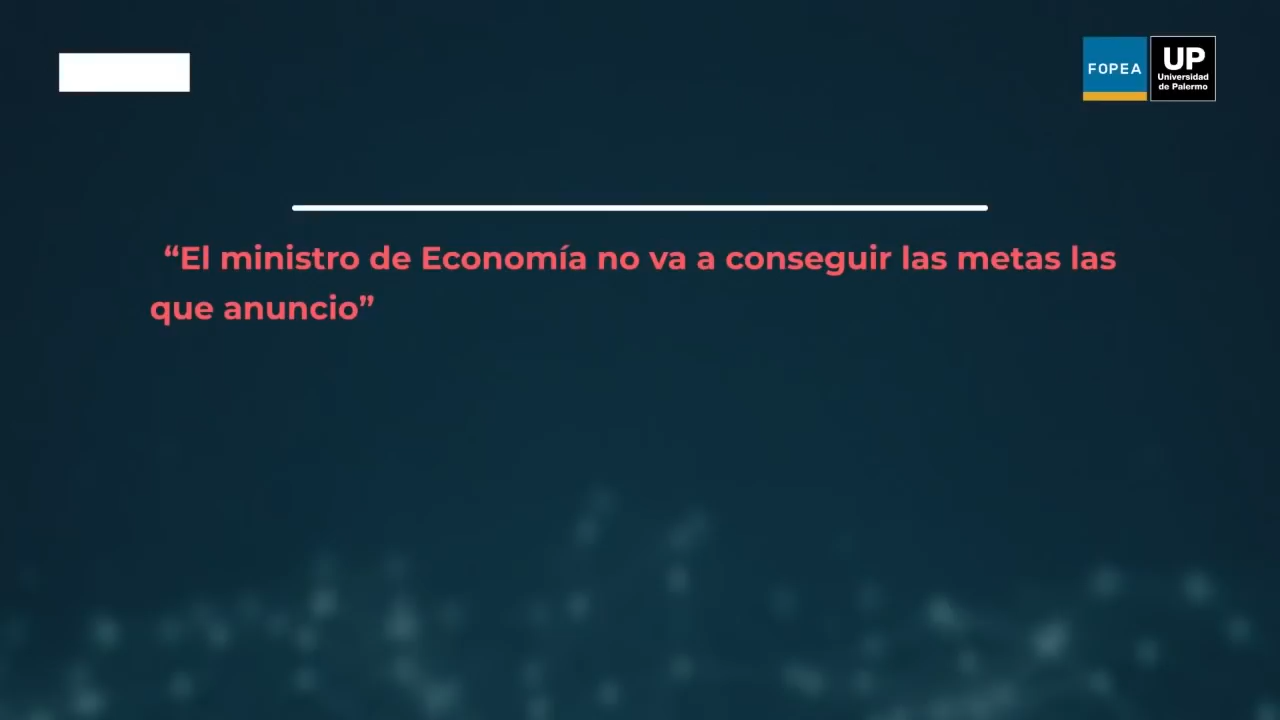 FOPEA
UP
Universidad
de Palermo
“El ministro de Economía no va a conseguir las metas las
que anuncio”